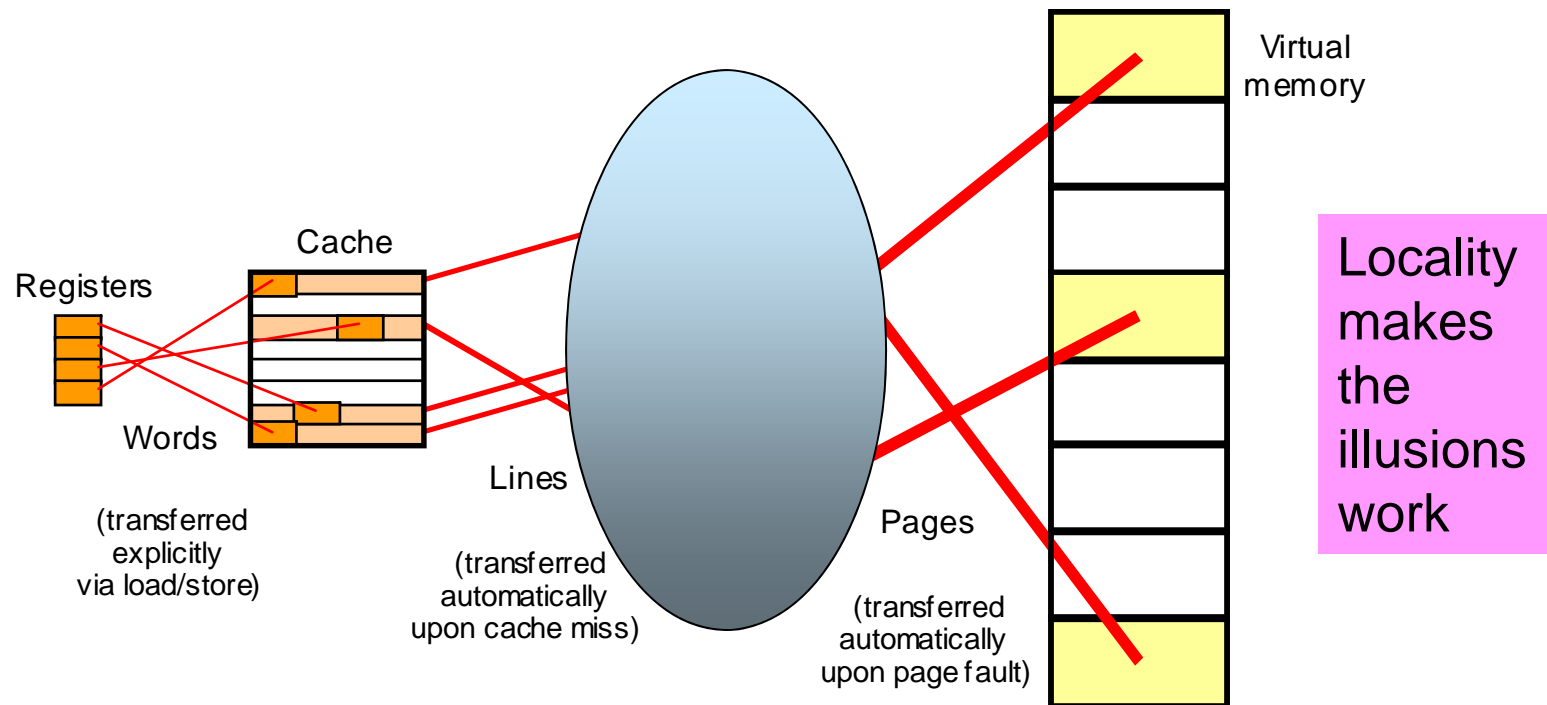 Virtual
memory
Cache
Registers
Words
(transferred
explicitly
via load/store)
Lines
(transferred
automatically
upon cache miss)
Pages
(transferred
automatically
upon page fault)
Locality
makes
the
illusions
work